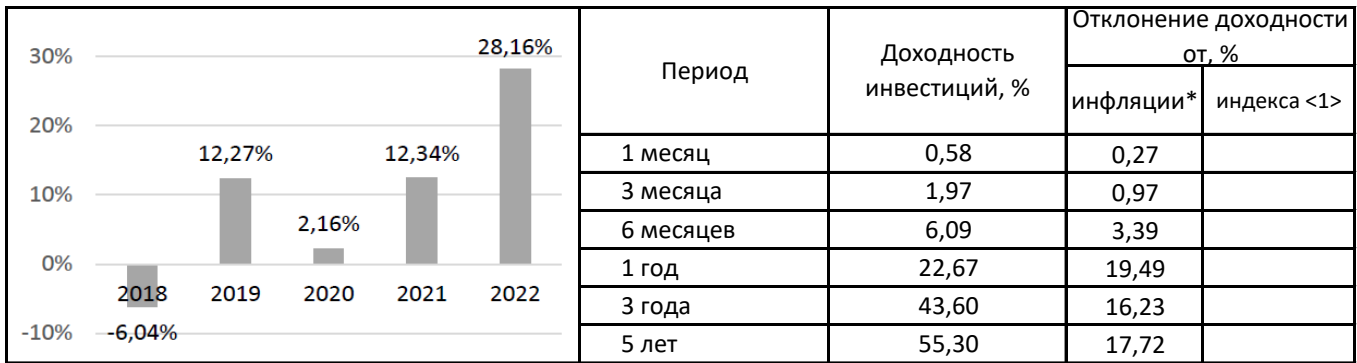 30%
20%
10%
0%
-10%
-6,04%
12,27%
2,16%
12,34%
28,16%
2018 2019 2020 2021 2022
Период
Доходность
инвестиций, %
Отклонение доходности
от, %
инфляции* индекса <1>
1 месяц 0,58 0,27
3 месяца 1,97 0,97
6 месяцев 6,09 3,39
1 год 22,67 19,49
3 года 43,60 16,23
5 лет 55,30 17,72